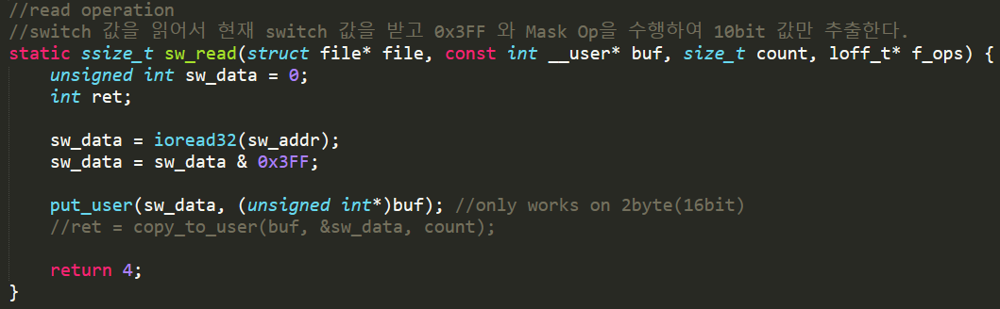 //read operation
//switch 값을 읽어서 현재 switch 값을 받고 0x3FF 와 Mask Op을 수행하여 10bit 값만 추출한다.
static ssize_t sw_read(struct file* file, const int __user* buf, size_t count, loff_t* f_ops) {
    unsigned int sw_data = 0;
    int ret;

    sw_data = ioread32(sw_addr);
    sw_data = sw_data & 0x3FF;

    put_user(sw_data, (unsigned int*)buf); //only works on 2byte(16bit)
    //ret = copy_to_user(buf, &sw_data, count);

    return 4;
}